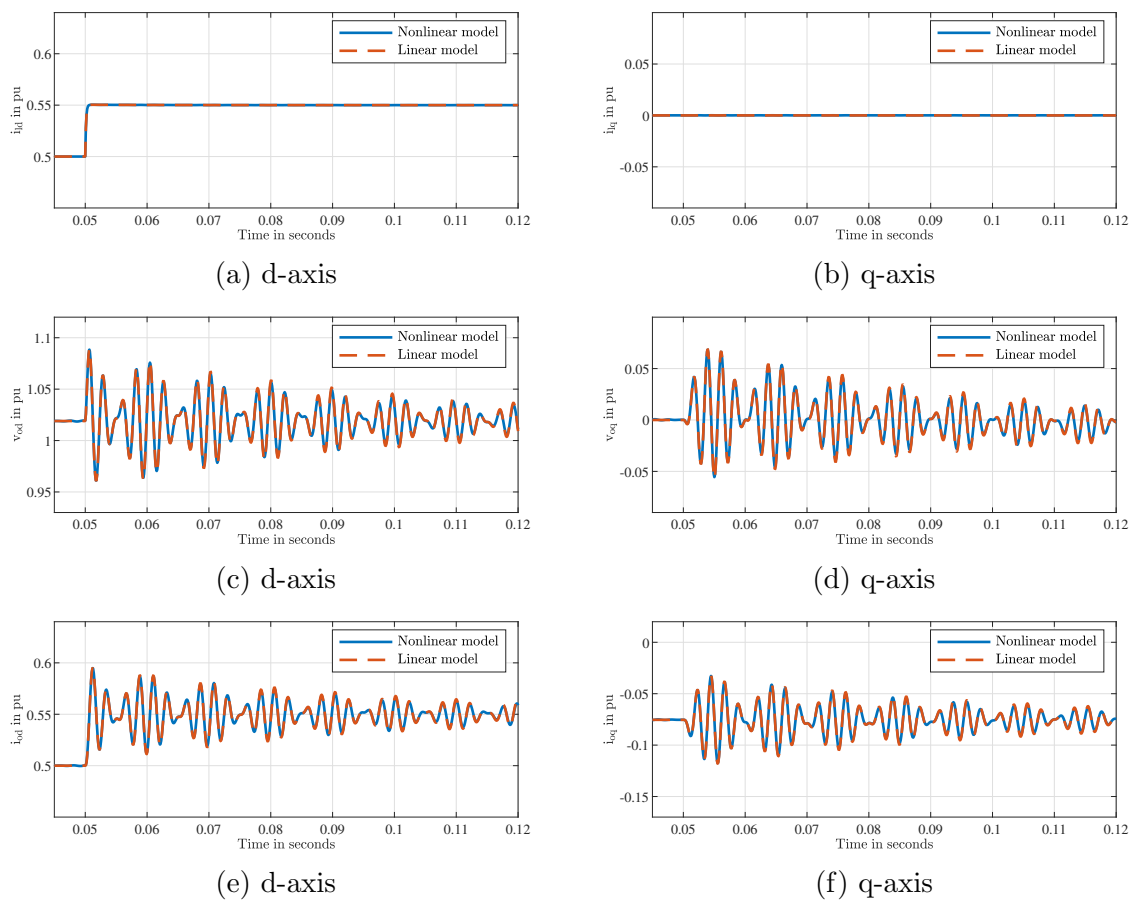 Nonlinear model
Linear model
0.6
0.55
0.5
i_ld in pu
0.05 0.06 0.07 0.08 0.09 0.1 0.11 0.12
Time in seconds
(a) d-axis
Nonlinear model
Linear model
0.05
0
-0.05
i_lq in pu
0.05 0.06 0.07 0.08 0.09 0.1 0.11 0.12
Time in seconds
(b) q-axis
Nonlinear model
Linear model
1.1
1.05
1
0.95
v_od in pu
0.05 0.06 0.07 0.08 0.09 0.1 0.11 0.12
Time in seconds
(c) d-axis
Nonlinear model
Linear model
0.05
0
-0.05
v_oq in pu
0.05 0.06 0.07 0.08 0.09 0.1 0.11 0.12
Time in seconds
(d) q-axis
Nonlinear model
Linear model
0.6
0.55
0.5
i_od in pu
0.05 0.06 0.07 0.08 0.09 0.1 0.11 0.12
Time in seconds
(e) d-axis
Nonlinear model
Linear model
0
-0.05
-0.1
-0.15
i_oq in pu
0.05 0.06 0.07 0.08 0.09 0.1 0.11 0.12
Time in seconds
(f) q-axis